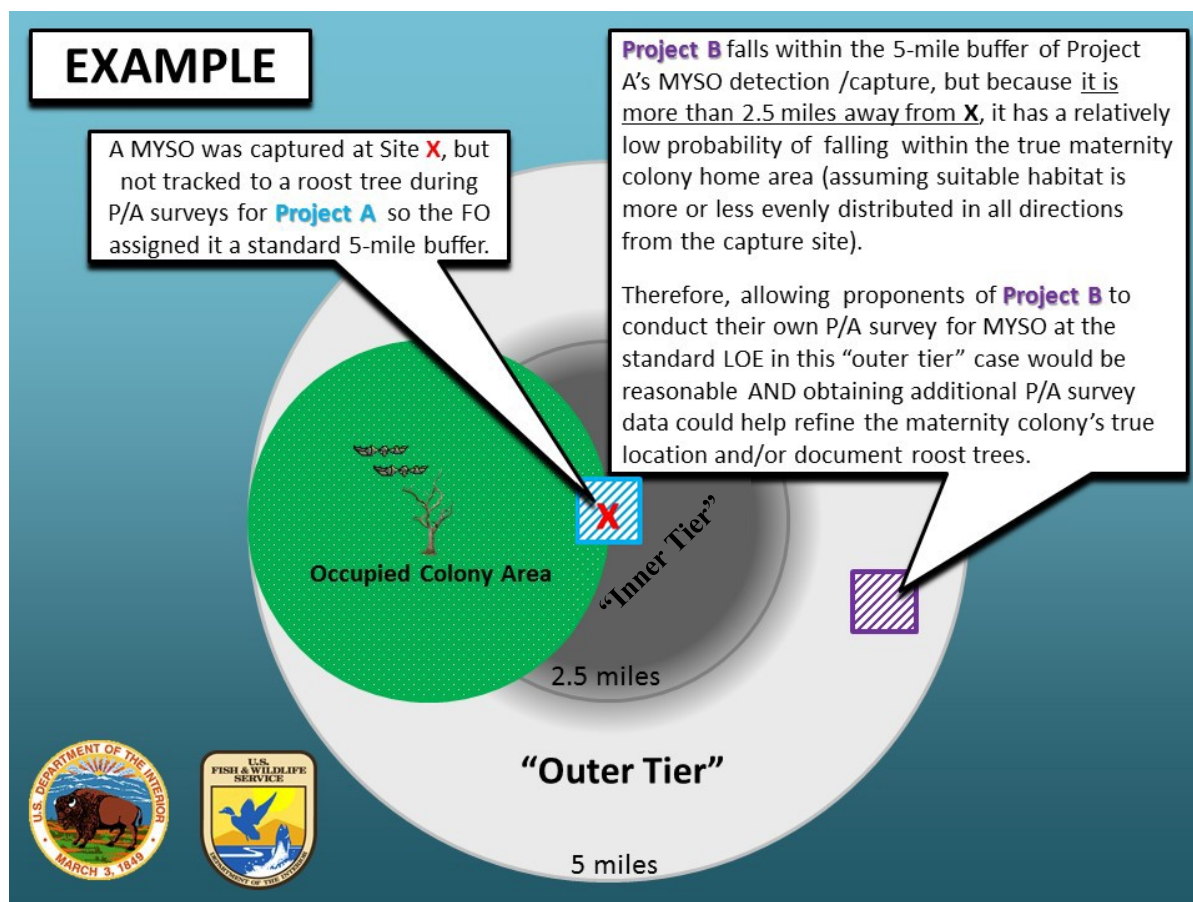 EXAMPLE
A MYSO was captured at Site X, but
not tracked to a roost tree during
P/A surveys for Project A so the FO
assigned it a standard 5-mile buffer.
Project B falls within the 5-mile buffer of Project
A’s MYSO detection /capture, but because it is
more than 2.5 miles away from X, it has a relatively
low probability of falling within the true maternity
colony home area (assuming suitable habitat is
more or less evenly distributed in all directions
from the capture site).
Therefore, allowing proponents of Project B to
conduct their own P/A survey for MYSO at the
standard LOE in this “outer tier” case would be
reasonable AND obtaining additional P/A survey
data could help refine the maternity colony’s true
location and/or document roost trees.
X
“Inner Tier”
Occupied Colony Area
2.5 miles
“Outer Tier”
5 miles
U.S. DEPARTMENT OF THE INTERIOR
MARCH 3, 1849
U.S.
FISH & WILDLIFE
SERVICE
DEPARTMENT OF THE INTERIOR